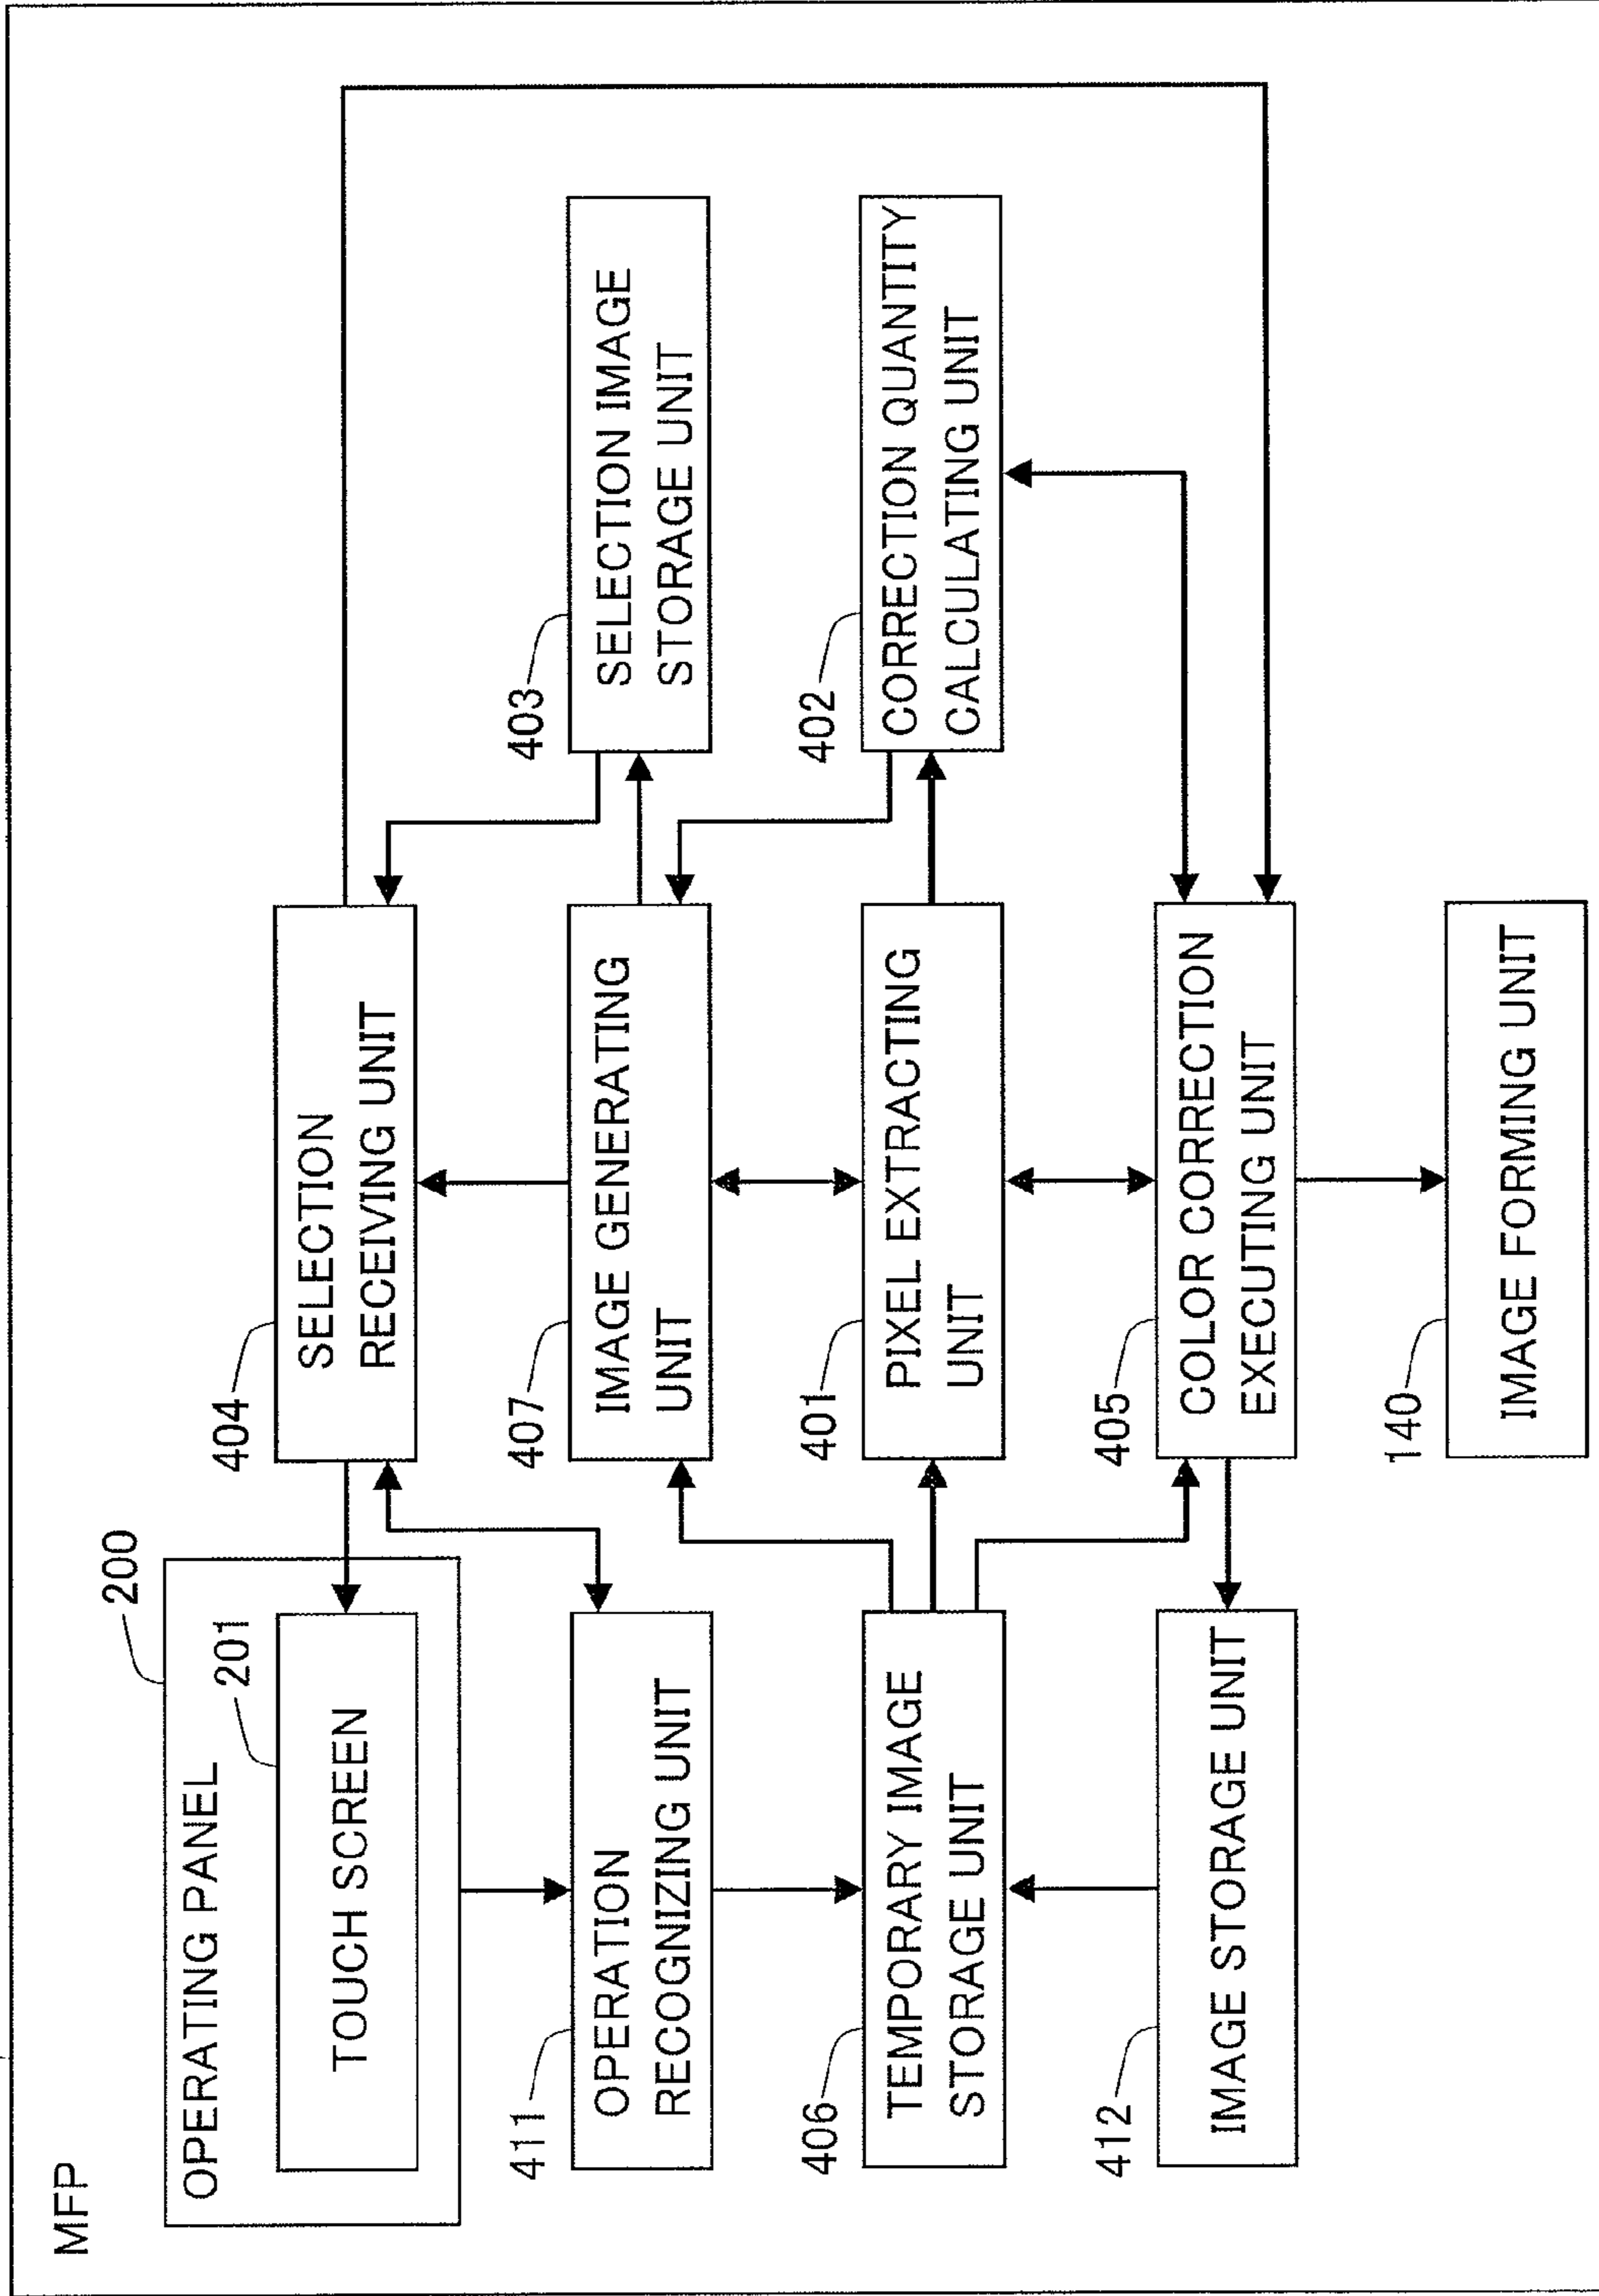 MFP
200
OPERATING PANEL
201
TOUCH SCREEN
404
SELECTION
RECEIVING UNIT
411
OPERATION
RECOGNIZING UNIT
407
IMAGE GENERATING
UNIT
403
SELECTION IMAGE
STORAGE UNIT
406
TEMPORARY IMAGE
STORAGE UNIT
401
PIXEL EXTRACTING
UNIT
402
CORRECTION QUANTITY
CALCULATING UNIT
412
IMAGE STORAGE UNIT
405
COLOR CORRECTION
EXECUTING UNIT
140
IMAGE FORMING UNIT